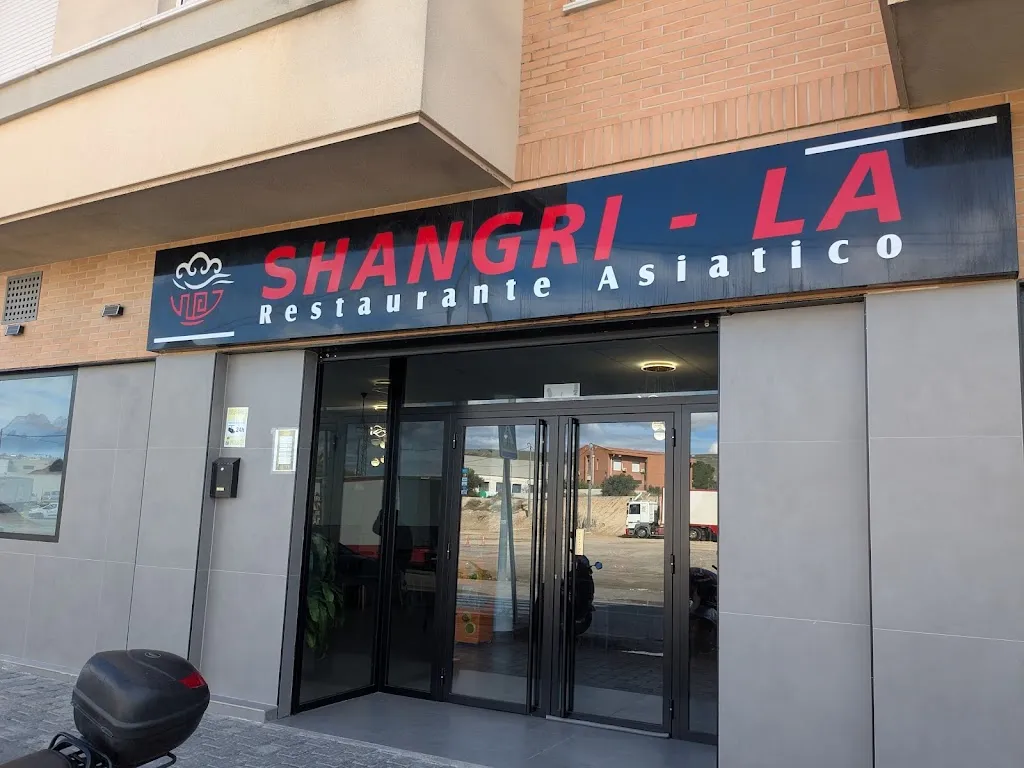 SHANGRI - LA
Restaurante Asiatico